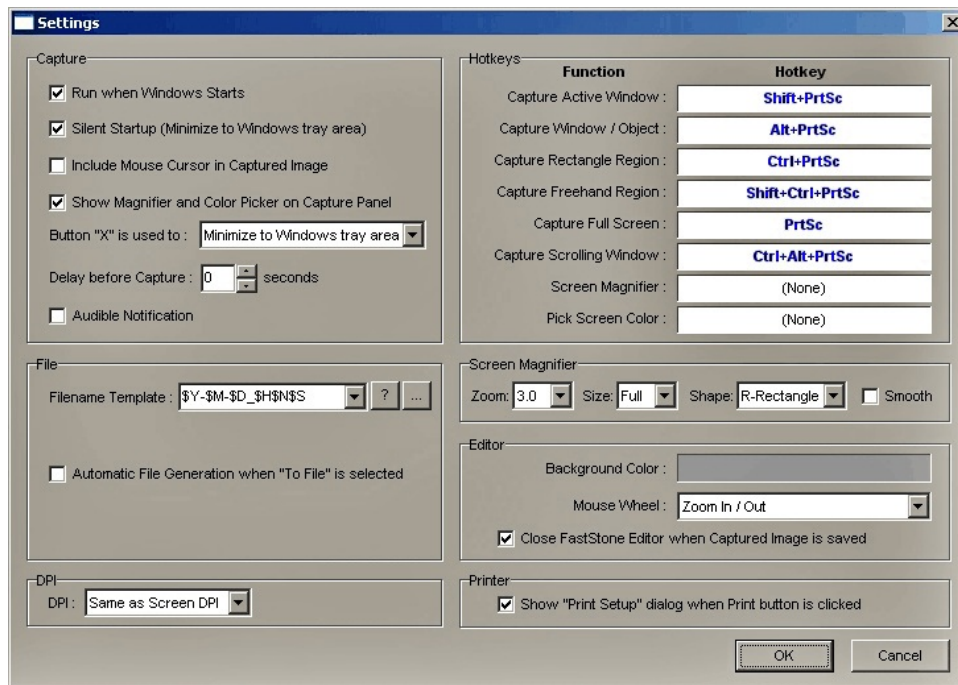 Settings
Capture
Run when Windows Starts
Silent Startup (Minimize to Windows tray area)
Include Mouse Cursor in Captured Image
Show Magnifier and Color Picker on Capture Panel
Button "X" is used to : Minimize to Windows tray area
Delay before Capture : 0 seconds
Audible Notification
Hotkeys
Function Hotkey
Capture Active Window : Shift+PrtSc
Capture Window / Object : Alt+PrtSc
Capture Rectangle Region : Ctrl+PrtSc
Capture Freehand Region : Shift+Ctrl+PrtSc
Capture Full Screen : PrtSc
Capture Scrolling Window : Ctrl+Alt+PrtSc
Screen Magnifier : (None)
Pick Screen Color : (None)
File
Filename Template : $Y-$M-$D_$H$N$S ? ...
Automatic File Generation when "To File" is selected
Screen Magnifier
Zoom: 3.0 Size: Full Shape: R-Rectangle Smooth
Editor
Background Color :
Mouse Wheel : Zoom In / Out
Close FastStone Editor when Captured Image is saved
DPI
DPI : Same as Screen DPI
Printer
Show "Print Setup" dialog when Print button is clicked
OK Cancel